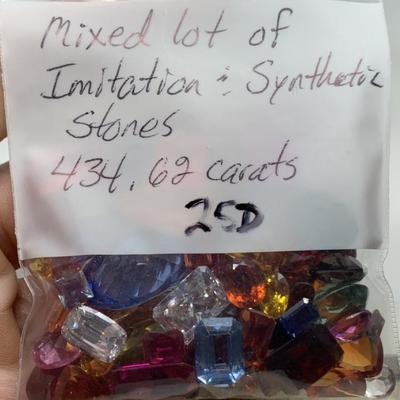 Mixed lot of
Imitation & Synthetic
Stones
434.62 carats
25D